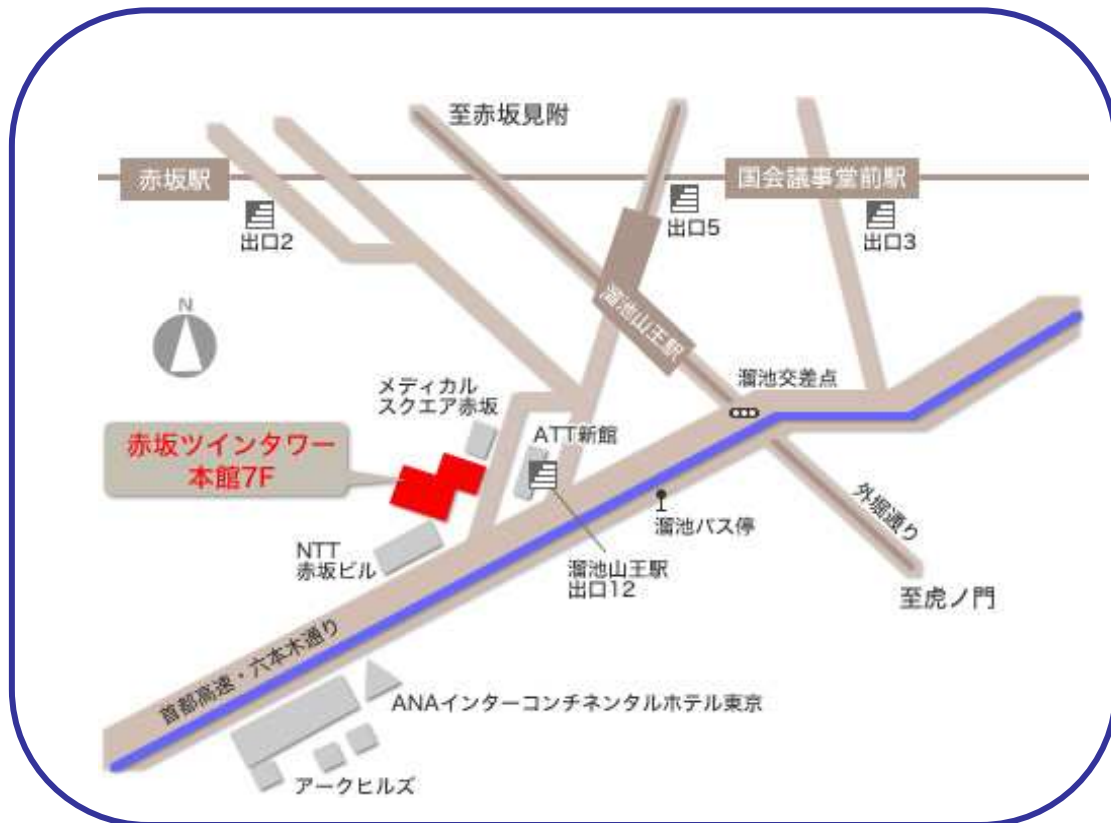 至赤坂見附
赤坂駅
国会議事堂前駅
出口2
出口5
出口3
N
溜池山王駅
メディカル
スクエア赤坂
溜池交差点
赤坂ツインタワー
本館7F
ATT新館
外堀通り
溜池バス停
NTT
赤坂ビル
溜池山王駅
出口12
至虎ノ門
首都高速・六本木通り
ANAインターコンチネンタルホテル東京
アークヒルズ